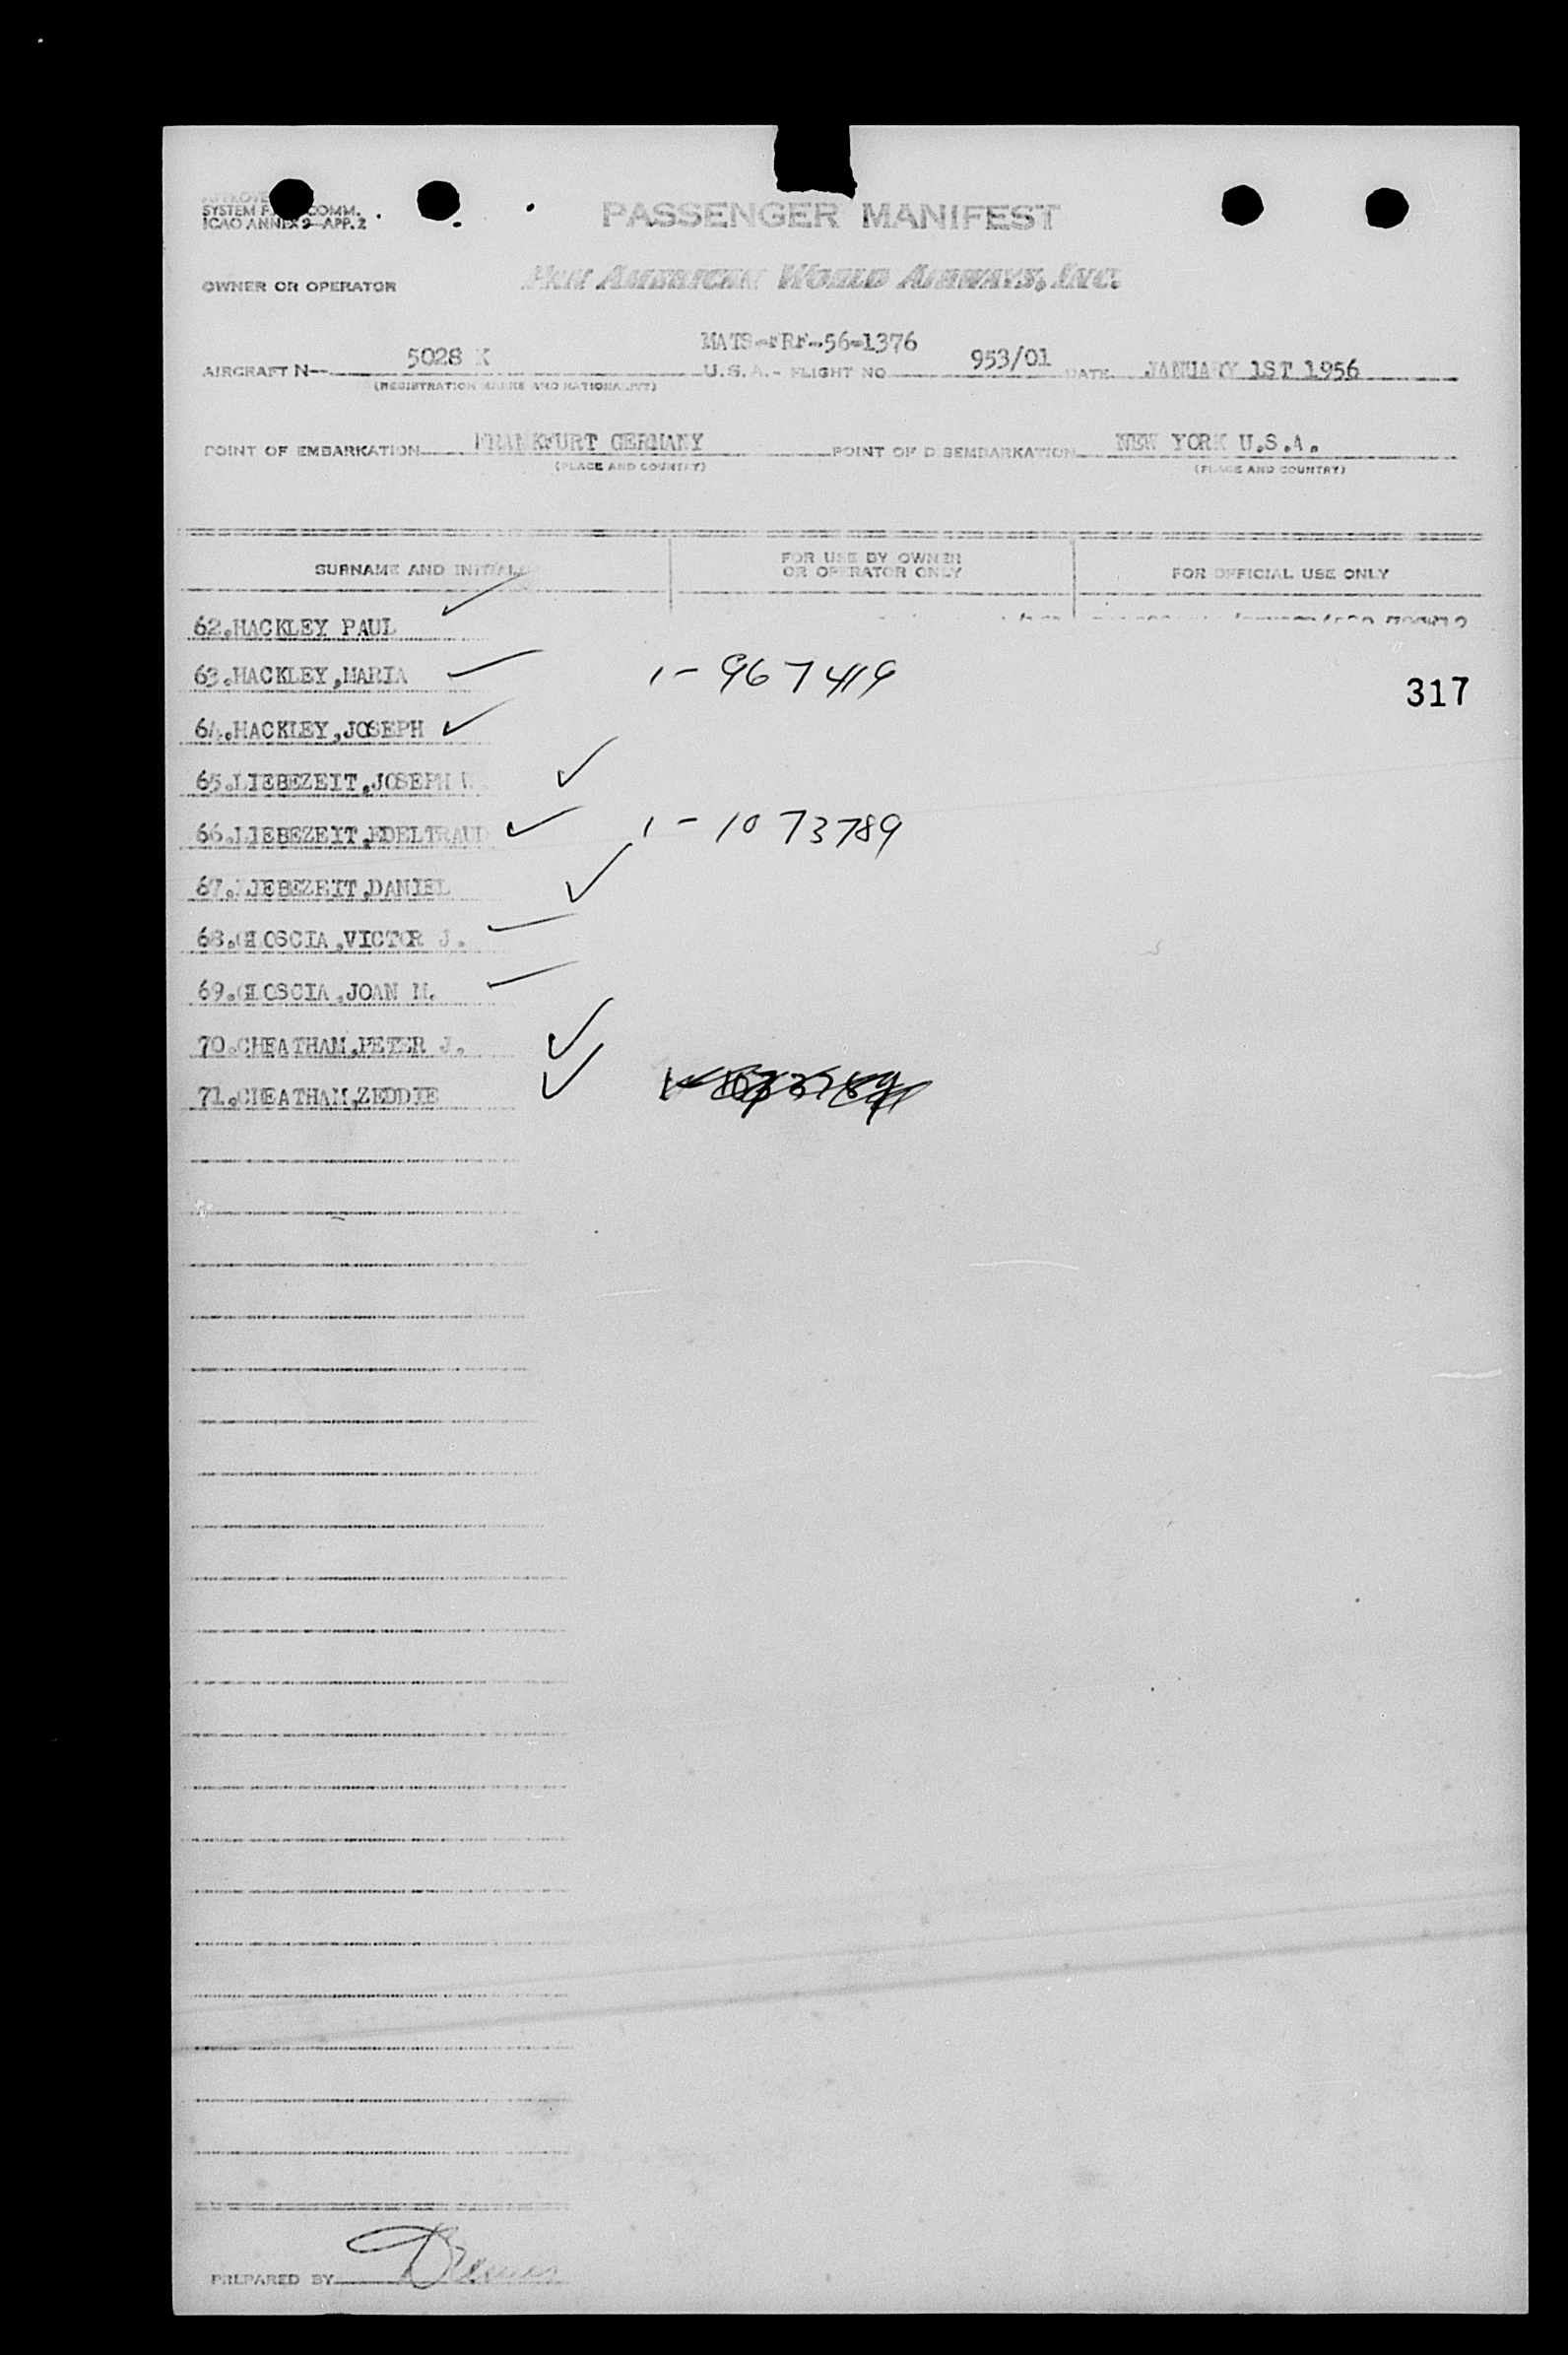 SYSTEM F COMM.
ICAO ANNEX 9-APP. 2
PASSENGER MANIFEST
OWNER OR OPERATOR PAN AMERICAN WORLD AIRWAYS, INC.
MATS-FRF-56-1376
AIRCRAFT N- 5028 K U.S.A. - FLIGHT NO 953/01 DATE JANUARY 1ST 1956
(REGISTRATION MARKS AND NATIONALITY)
POINT OF EMBARKATION FRANKFURT GERMANY POINT OF DISEMBARKATION NEW YORK U.S.A.
(PLACE AND COUNTRY) (PLACE AND COUNTRY)
SURNAME AND INITIALS
FOR USE BY OWNER
OR OPERATOR ONLY
FOR OFFICIAL USE ONLY
62.HACKLEY PAUL
63.HACKLEY,MARIA 1-967419
317
64.HACKLEY,JOSEPH
65.LIEBEZEIT,JOSEPH
66.LIEBEZEIT,EDELTRAUD 1-1073789
67.LIEBEZEIT,DANIEL
68. VICTOR J.
69. JOAN M.
70.CHEATHAM,PETER J.
71.CHEATHAM,ZEDDIE
PREPARED BY